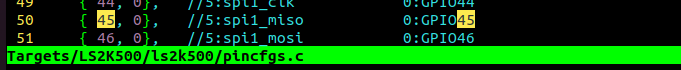 49 { 44, 0}, //5:spi1_clk 0:GPIO44
50 { 45, 0}, //5:spi1_miso 0:GPIO45
51 { 46, 0}, //5:spi1_mosi 0:GPIO46
Targets/LS2K500/ls2k500/pincfgs.c